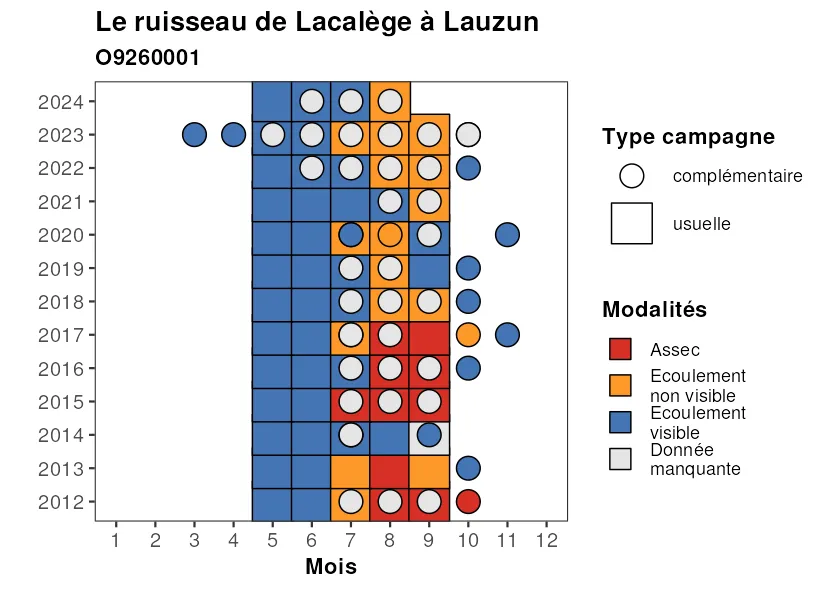 Le ruisseau de Lacalège à Lauzun
O9260001
2024
2023
2022
2021
2020
2019
2018
2017
2016
2015
2014
2013
2012
1 2 3 4 5 6 7 8 9 10 11 12
Mois
Type campagne
complémentaire
usuelle
Modalités
Assec
Ecoulement
non visible
Ecoulement
visible
Donnée
manquante